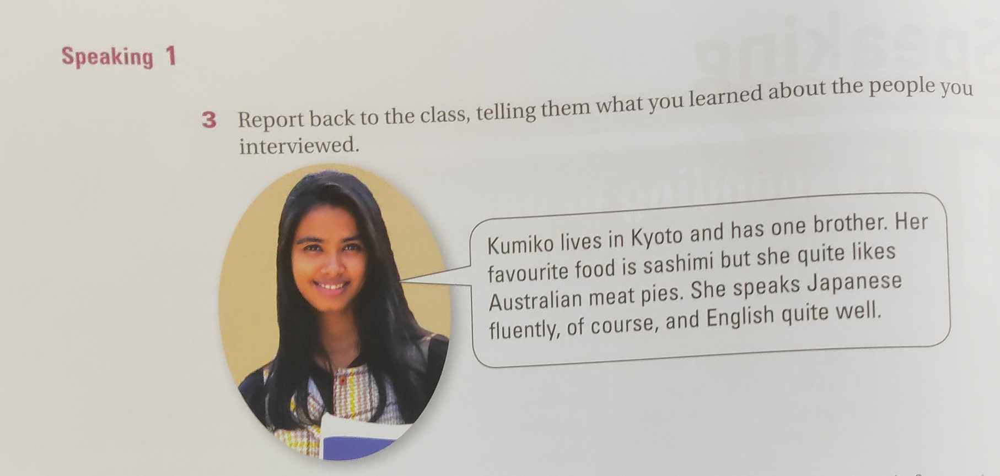 Speaking 1
3 Report back to the class, telling them what you learned about the people you
interviewed.
Kumiko lives in Kyoto and has one brother. Her
favourite food is sashimi but she quite likes
Australian meat pies. She speaks Japanese
fluently, of course, and English quite well.